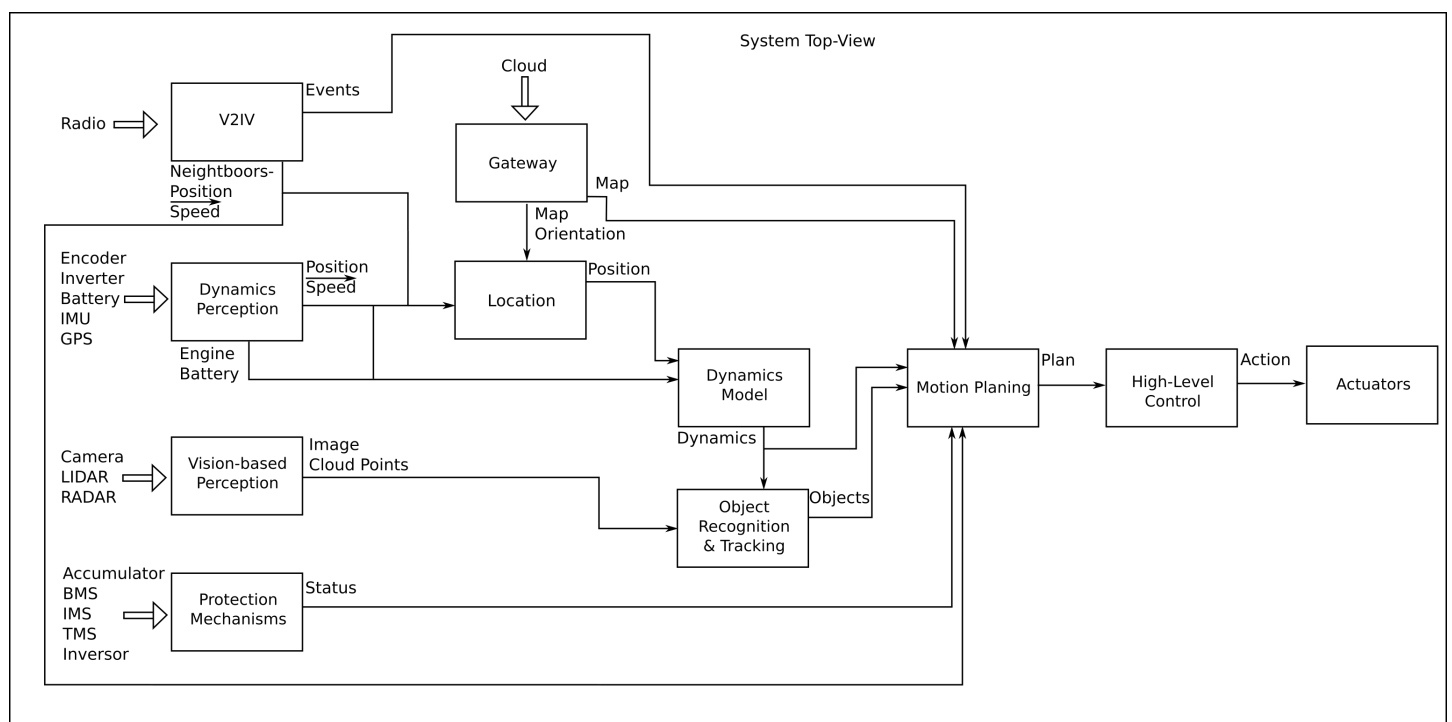 System Top-View
Cloud
Radio
V2IV
Events
Gateway
Neightboors-
Position
Speed
Map
Map
Orientation
Encoder
Inverter
Battery
IMU
GPS
Dynamics
Perception
Position
Speed
Location
Position
Engine
Battery
Dynamics
Model
Motion Planing
Plan
High-Level
Control
Action
Actuators
Dynamics
Camera
LIDAR
RADAR
Vision-based
Perception
Image
Cloud Points
Object
Recognition
& Tracking
Objects
Accumulator
BMS
IMS
TMS
Inversor
Protection
Mechanisms
Status